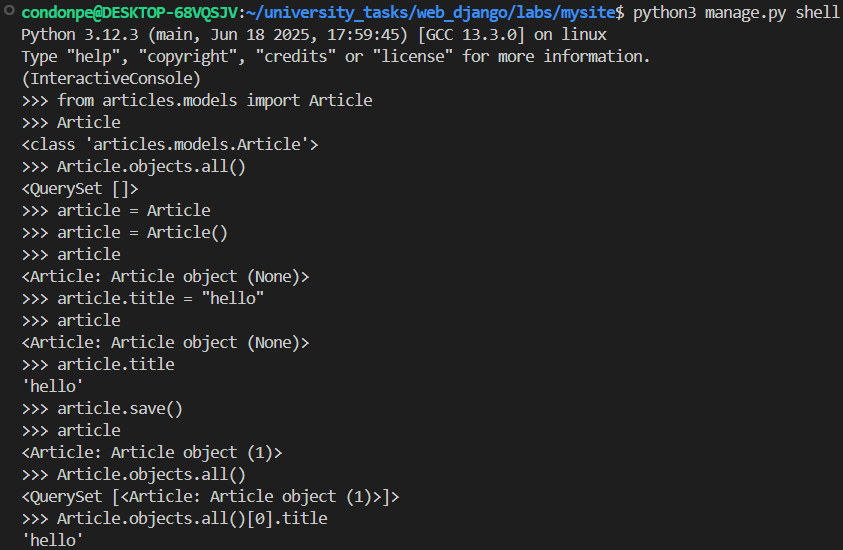 condonpe@DESKTOP-68VQSJV:~/university_tasks/web_django/labs/mysite$ python3 manage.py shell
Python 3.12.3 (main, Jun 18 2025, 17:59:45) [GCC 13.3.0] on linux
Type "help", "copyright", "credits" or "license" for more information.
(InteractiveConsole)
>>> from articles.models import Article
>>> Article
<class 'articles.models.Article'>
>>> Article.objects.all()
<QuerySet []>
>>> article = Article
>>> article = Article()
>>> article
<Article: Article object (None)>
>>> article.title = "hello"
>>> article
<Article: Article object (None)>
>>> article.title
'hello'
>>> article.save()
>>> article
<Article: Article object (1)>
>>> Article.objects.all()
<QuerySet [<Article: Article object (1)>]>
>>> Article.objects.all()[0].title
'hello'